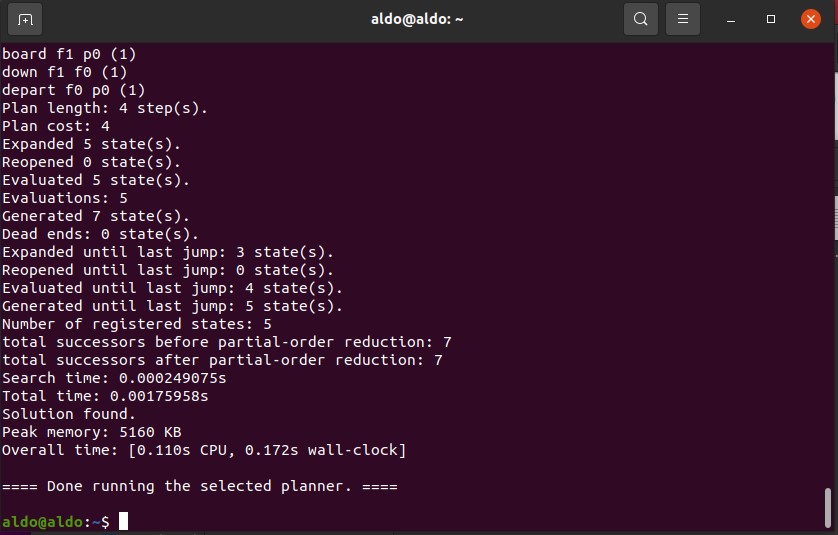 aldo@aldo: ~
board f1 p0 (1)
down f1 f0 (1)
depart f0 p0 (1)
Plan length: 4 step(s).
Plan cost: 4
Expanded 5 state(s).
Reopened 0 state(s).
Evaluated 5 state(s).
Evaluations: 5
Generated 7 state(s).
Dead ends: 0 state(s).
Expanded until last jump: 3 state(s).
Reopened until last jump: 0 state(s).
Evaluated until last jump: 4 state(s).
Generated until last jump: 5 state(s).
Number of registered states: 5
total successors before partial-order reduction: 7
total successors after partial-order reduction: 7
Search time: 0.000249075s
Total time: 0.00175958s
Solution found.
Peak memory: 5160 KB
Overall time: [0.110s CPU, 0.172s wall-clock]
==== Done running the selected planner. ====
aldo@aldo:~$